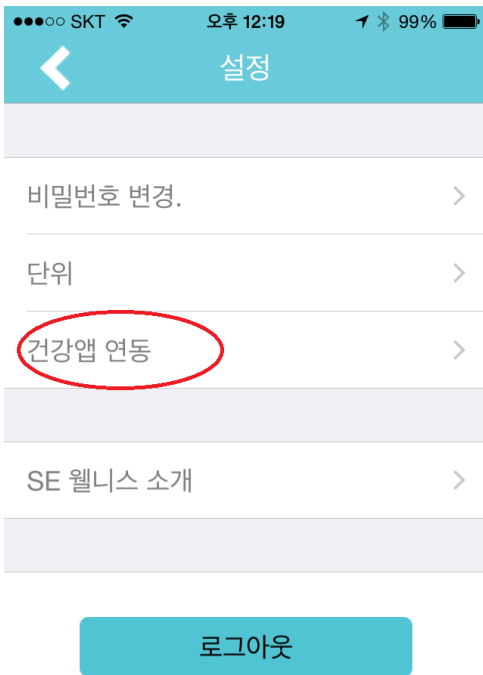 SKT 오후 12:19 99%
설정
비밀번호 변경.
단위
건강앱 연동
SE 웰니스 소개
로그아웃